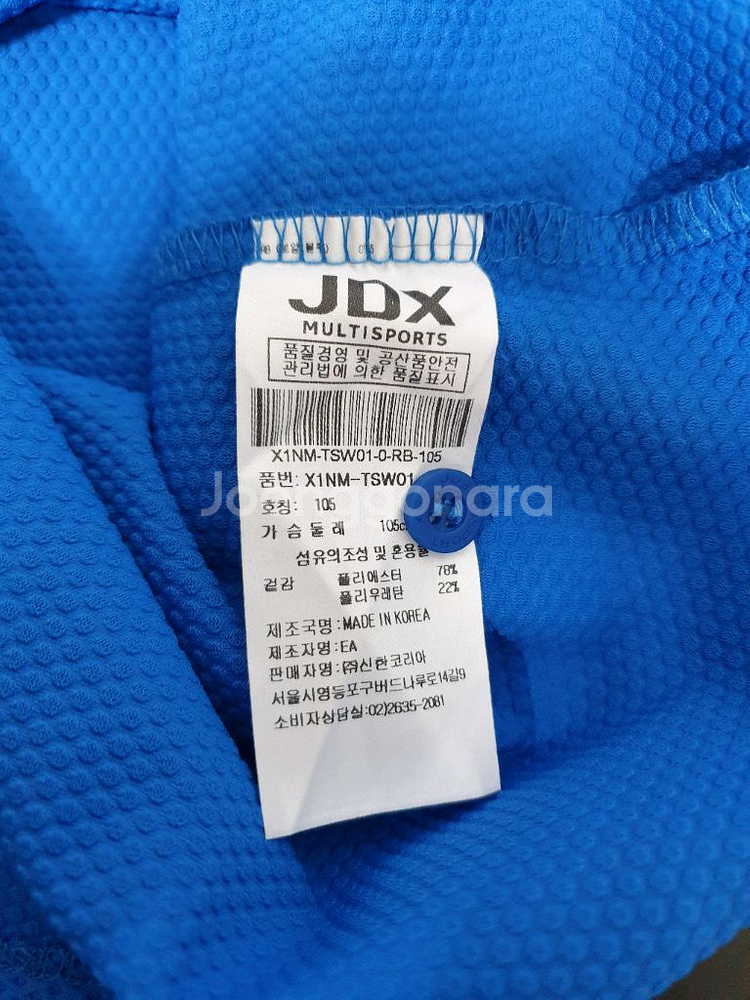 JDX
MULTISPORTS
품질경영 및 공산품안전
관리법에 의한 품질표시
X1NM-TSW01-0-RB-105
품번: X1NM-TSW01
Joonggonara
호칭: 105
가 슴 둘 레 105c
섬유의조성 및 혼용율
겉감 폴리에스터 78%
폴리우레탄 22%
제조국명:MADE IN KOREA
제조자명:EA
판매자명:㈜신한코리아
서울시영등포구버드나루로14길9
소비자상담실:02)2635-2081